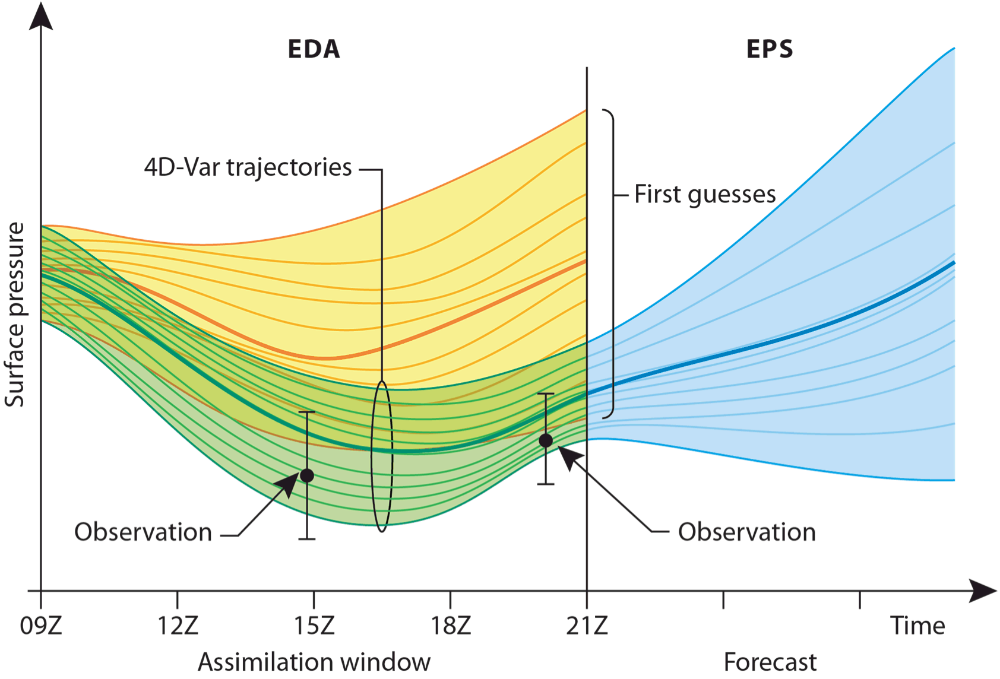 EDA
EPS
4D-Var trajectories
First guesses
Surface pressure
Observation
Observation
09Z
12Z
15Z
18Z
21Z
Time
Assimilation window
Forecast